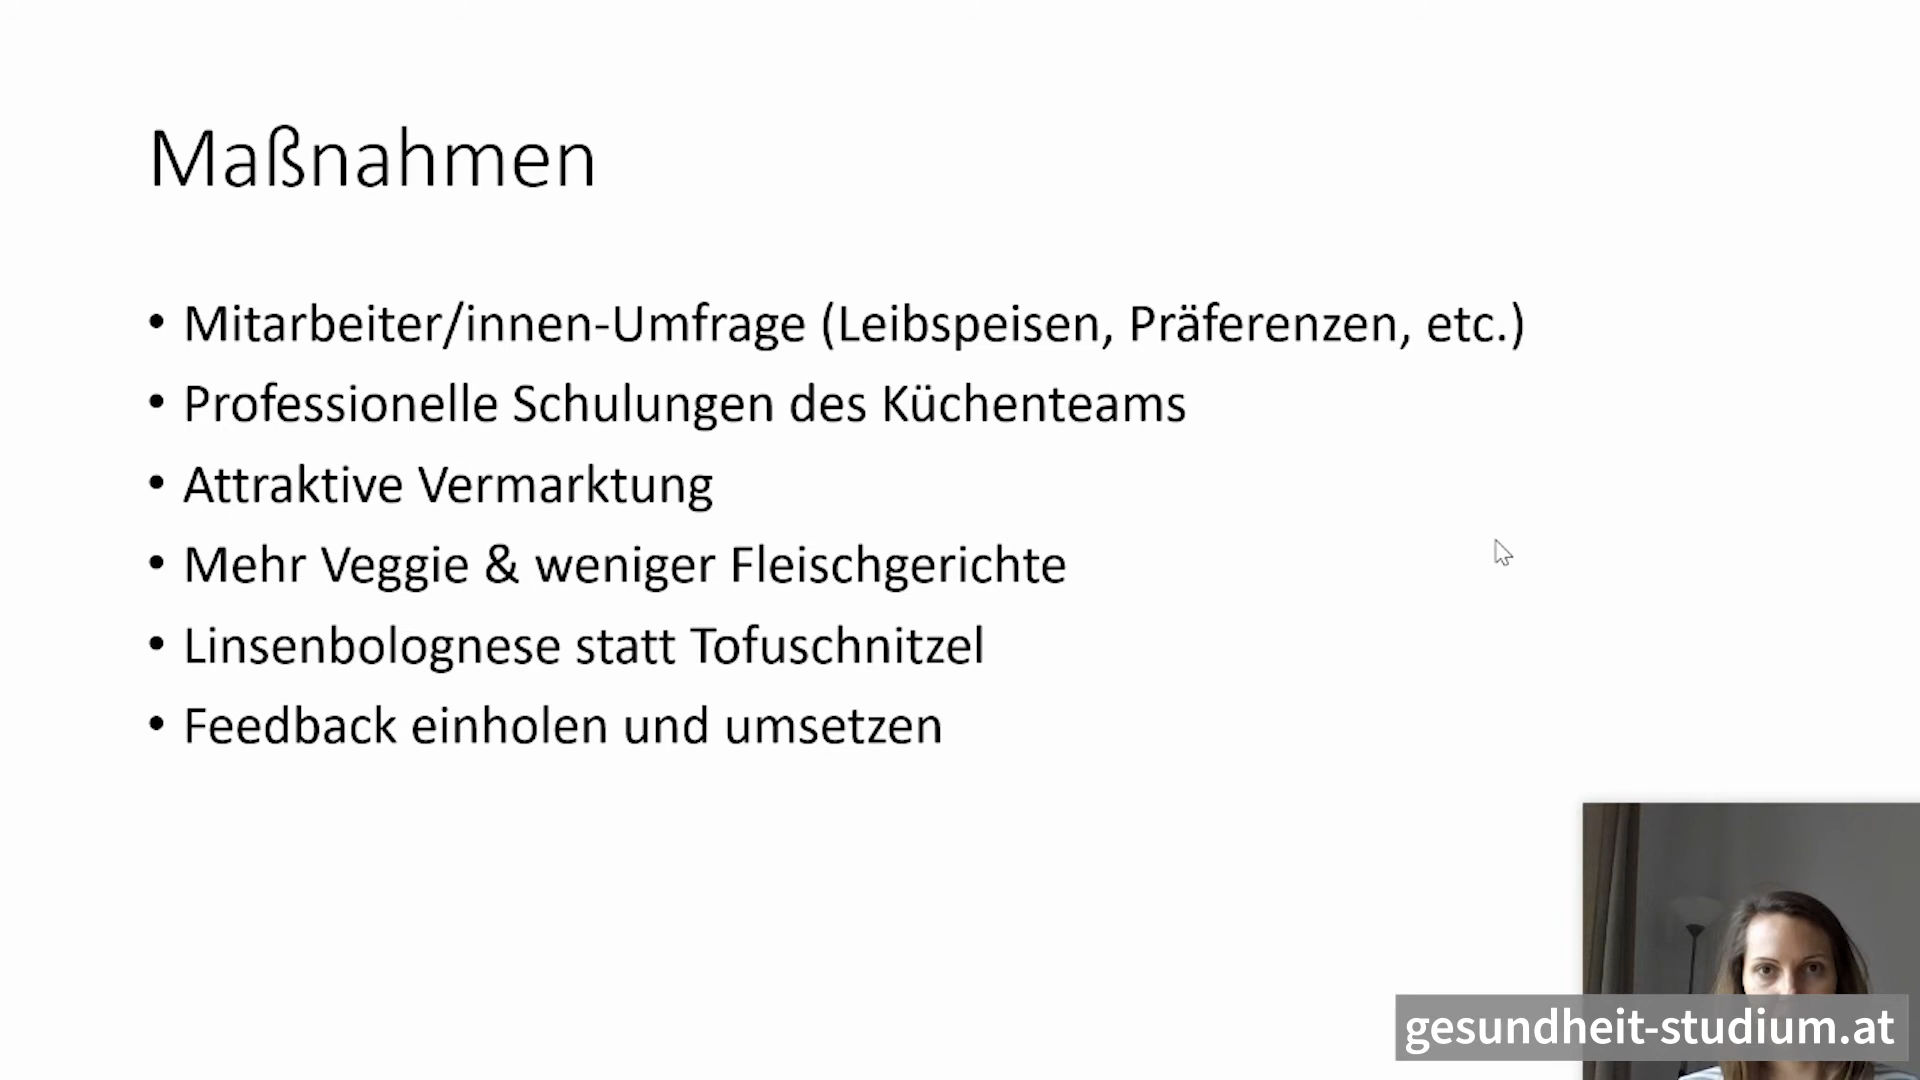 Maßnahmen
• Mitarbeiter/innen-Umfrage (Leibspeisen, Präferenzen, etc.)
• Professionelle Schulungen des Küchenteams
• Attraktive Vermarktung
• Mehr Veggie & weniger Fleischgerichte
• Linsenbolognese statt Tofuschnitzel
• Feedback einholen und umsetzen
gesundheit-studium.at